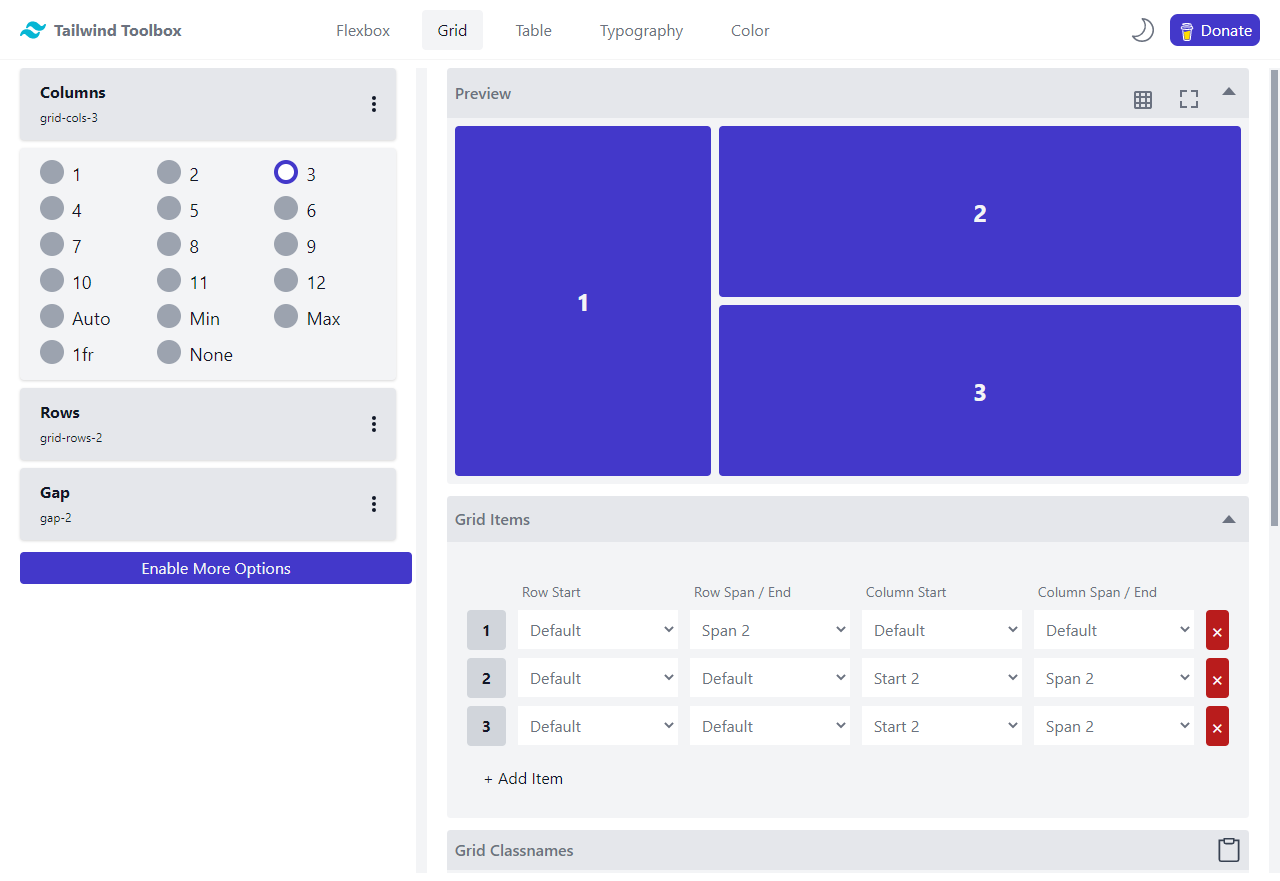 Tailwind Toolbox
Flexbox
Grid
Table
Typography
Color
Donate
Columns
grid-cols-3
1 2 3
4 5 6
7 8 9
10 11 12
Auto Min Max
1fr None
Rows
grid-rows-2
Gap
gap-2
Enable More Options
Preview
1
2
3
Grid Items
Row Start Row Span / End Column Start Column Span / End
1 Default Span 2 Default Default ×
2 Default Default Start 2 Span 2 ×
3 Default Default Start 2 Span 2 ×
+ Add Item
Grid Classnames